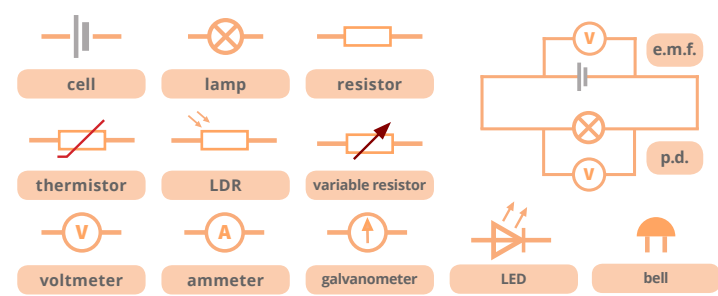 V
e.m.f.
cell
lamp
resistor
p.d.
V
thermistor
LDR
variable resistor
V
A
voltmeter
ammeter
galvanometer
LED
bell